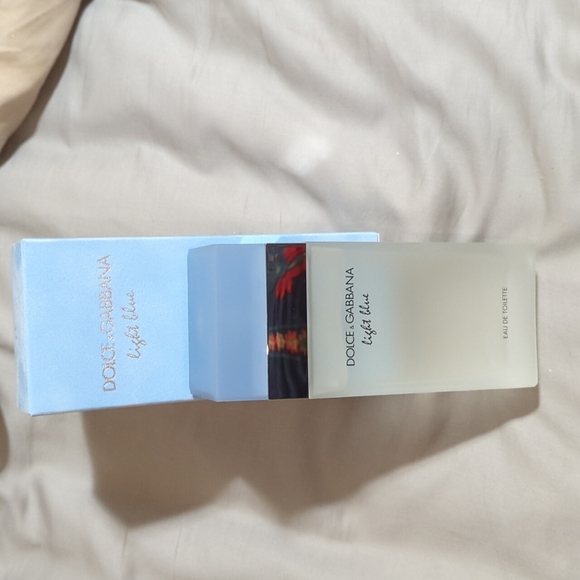 DOLCE & GABBANA
light blue
DOLCE & GABBANA
light blue
EAU DE TOILETTE